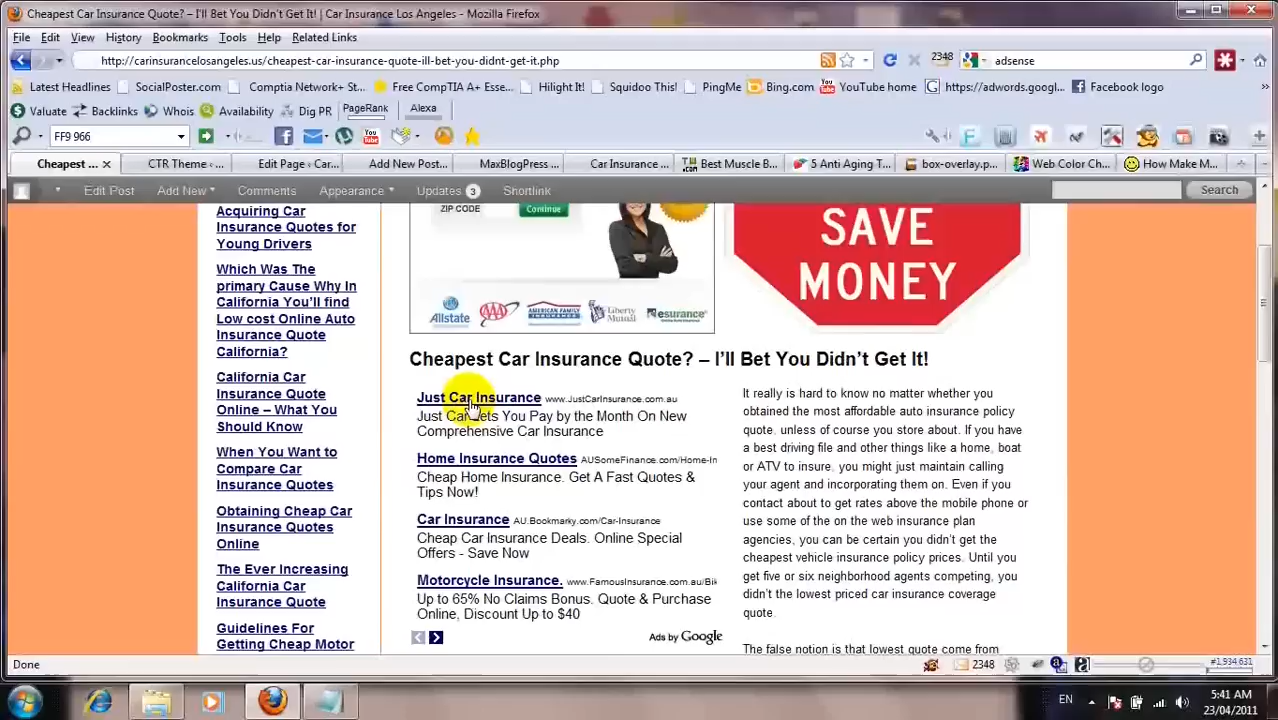 Cheapest Car Insurance Quote? – I'll Bet You Didn't Get It! | Car Insurance Los Angeles - Mozilla Firefox
File Edit View History Bookmarks Tools Help Related Links
http://carinsurancelosangeles.us/cheapest-car-insurance-quote-ill-bet-you-didnt-get-it.php
2348
adsense
Latest Headlines SocialPoster.com Comptia Network+ St... Free CompTIA A+ Esse... Hilight It! Squidoo This! PingMe Bing.com YouTube home https://adwords.googl... Facebook logo
Valuate Backlinks Whois Availability Dig PR PageRank Alexa
FF9 966
Cheapest ... CTR Theme ‹ ... Edit Page ‹ Car... Add New Post... MaxBlogPress ... Car Insurance ... Best Muscle B... 5 Anti Aging T... box-overlay.p... Web Color Ch... How Make M...
Edit Post Add New Comments Appearance Updates 3 Shortlink Search
Acquiring Car
Insurance Quotes for
Young Drivers
Which Was The
primary Cause Why In
California You'll find
Low cost Online Auto
Insurance Quote
California?
California Car
Insurance Quote
Online – What You
Should Know
When You Want to
Compare Car
Insurance Quotes
Obtaining Cheap Car
Insurance Quotes
Online
The Ever Increasing
California Car
Insurance Quote
Guidelines For
Getting Cheap Motor
ZIP CODE Continue
Allstate AAA AMERICAN FAMILY INSURANCE Liberty Mutual esurance
SAVE
MONEY
Cheapest Car Insurance Quote? – I'll Bet You Didn't Get It!
Just Car Insurance www.JustCarInsurance.com.au
Just Car Lets You Pay by the Month On New
Comprehensive Car Insurance
Home Insurance Quotes AUSomeFinance.com/Home-In
Cheap Home Insurance. Get A Fast Quotes &
Tips Now!
Car Insurance AU.Bookmarky.com/Car-Insurance
Cheap Car Insurance Deals. Online Special
Offers - Save Now
Motorcycle Insurance. www.FamousInsurance.com.au/Bik
Up to 65% No Claims Bonus. Quote & Purchase
Online, Discount Up to $40
Ads by Google
It really is hard to know no matter whether you
obtained the most affordable auto insurance policy
quote, unless of course you store about. If you have
a best driving file and other things like a home, boat
or ATV to insure, you might just maintain calling
your agent and incorporating them on. Even if you
contact about to get rates above the mobile phone or
use some of the on the web insurance plan
agencies, you can be certain you didn't get the
cheapest vehicle insurance policy prices. Until you
get five or six neighborhood agents competing, you
didn't the lowest priced car insurance coverage
quote.
The false notion is that lowest quote come from
Done
2348
#1,934,631
EN
5:41 AM
23/04/2011